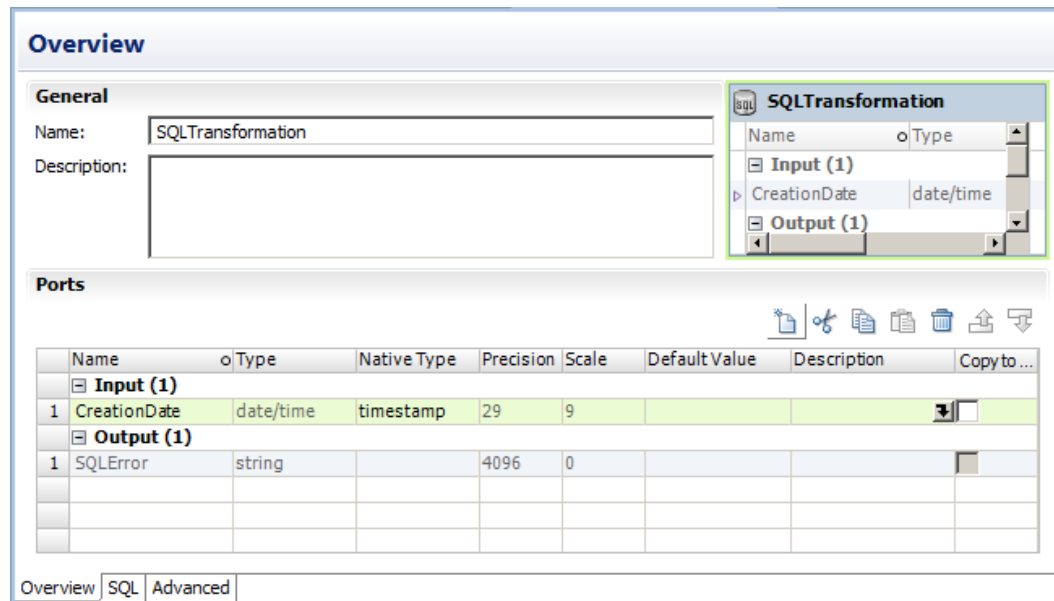 Overview
General
Name: SQLTransformation
Description:
SQL SQLTransformation
Name Type
Input (1)
CreationDate date/time
Output (1)
Ports
Name Type Native Type Precision Scale Default Value Description Copy to ...
Input (1)
1 CreationDate date/time timestamp 29 9
Output (1)
1 SQLError string 4096 0
Overview SQL Advanced